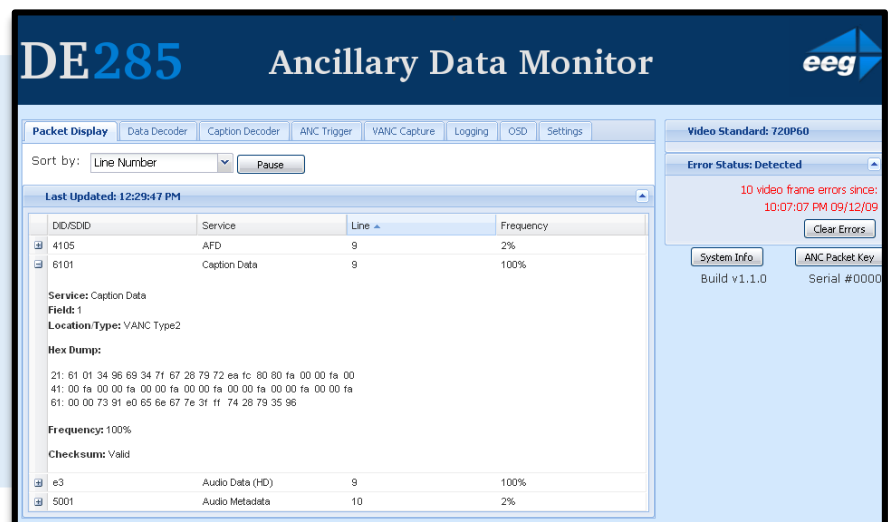 DE285 Ancillary Data Monitor eeg
Packet Display Data Decoder Caption Decoder ANC Trigger VANC Capture Logging OSD Settings
Sort by: Line Number Pause
Last Updated: 12:29:47 PM
DID/SDID Service Line Frequency
4105 AFD 9 2%
6101 Caption Data 9 100%
Service: Caption Data
Field: 1
Location/Type: VANC Type2
Hex Dump:
21: 61 01 34 96 69 34 7f 67 28 79 72 ea fc 80 80 fa 00 00 fa 00
41: 00 fa 00 00 fa 00 00 fa 00 00 fa 00 00 fa 00 00 fa 00 00 fa
61: 00 00 73 91 e0 65 6e 67 7e 3f ff 74 28 79 35 96
Frequency: 100%
Checksum: Valid
e3 Audio Data (HD) 9 100%
5001 Audio Metadata 10 2%
Video Standard: 720P60
Error Status: Detected
10 video frame errors since:
10:07:07 PM 09/12/09
Clear Errors
System Info ANC Packet Key
Build v1.1.0 Serial #0000